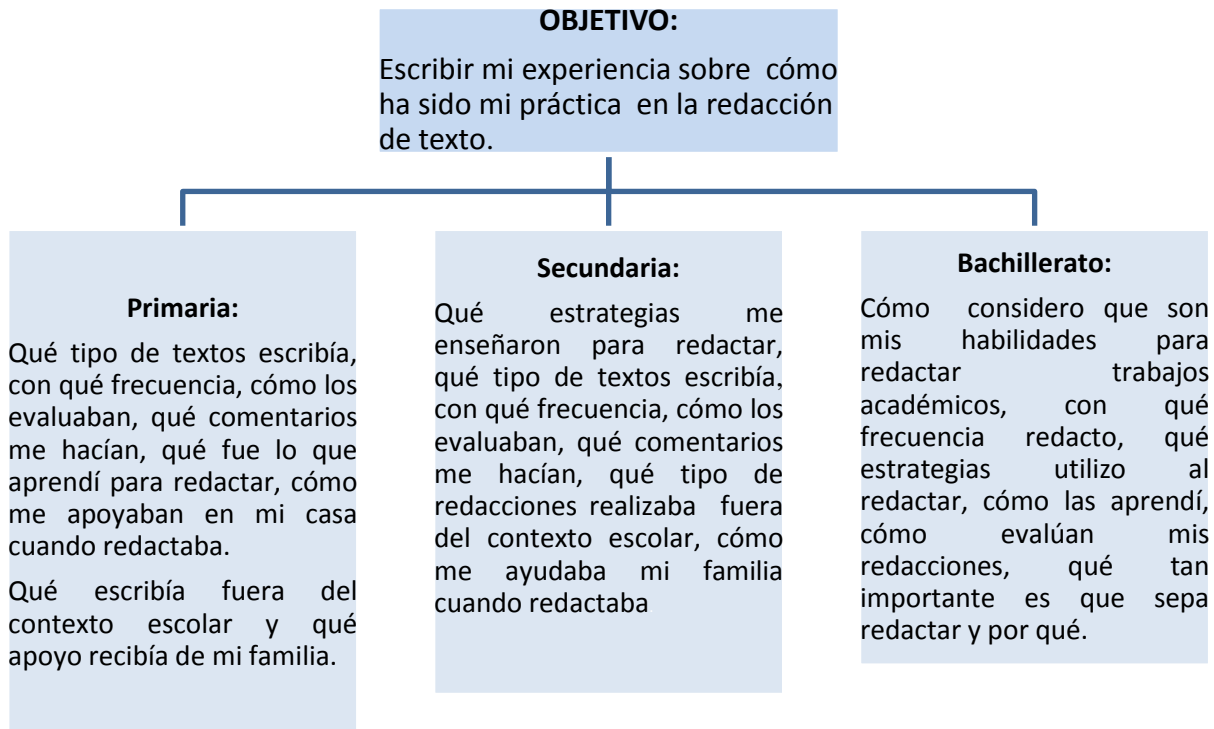 OBJETIVO:
Escribir mi experiencia sobre cómo
ha sido mi práctica en la redacción
de texto.
Primaria:
Qué tipo de textos escribía,
con qué frecuencia, cómo los
evaluaban, qué comentarios
me hacían, qué fue lo que
aprendí para redactar, cómo
me apoyaban en mi casa
cuando redactaba.
Qué escribía fuera del
contexto escolar y qué
apoyo recibía de mi familia.
Secundaria:
Qué estrategias me
enseñaron para redactar,
qué tipo de textos escribía,
con qué frecuencia, cómo los
evaluaban, qué comentarios
me hacían, qué tipo de
redacciones realizaba fuera
del contexto escolar, cómo
me ayudaba mi familia
cuando redactaba
Bachillerato:
Cómo considero que son
mis habilidades para
redactar trabajos
académicos, con qué
frecuencia redacto, qué
estrategias utilizo al
redactar, cómo las aprendí,
cómo evalúan mis
redacciones, qué tan
importante es que sepa
redactar y por qué.